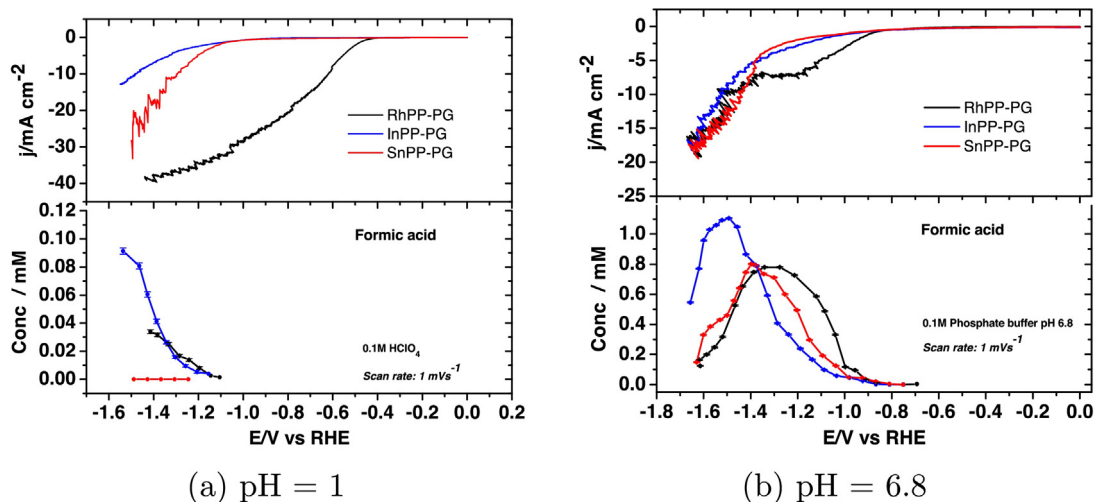 0
-10
-20
-30
-40
j/mA cm-2
RhPP-PG
InPP-PG
SnPP-PG
0.12
0.10
0.08
0.06
0.04
0.02
0.00
Conc / mM
Formic acid
0.1M HClO4
Scan rate: 1 mVs-1
-1.6 -1.4 -1.2 -1.0 -0.8 -0.6 -0.4 -0.2 0.0 0.2
E/V vs RHE
(a) pH = 1
0
-5
-10
-15
-20
-25
j/mA cm-2
RhPP-PG
InPP-PG
SnPP-PG
1.0
0.8
0.6
0.4
0.2
0.0
Conc / mM
Formic acid
0.1M Phosphate buffer pH 6.8
Scan rate: 1 mVs-1
-1.8 -1.6 -1.4 -1.2 -1.0 -0.8 -0.6 -0.4 -0.2 0.0
E/V vs RHE
(b) pH = 6.8